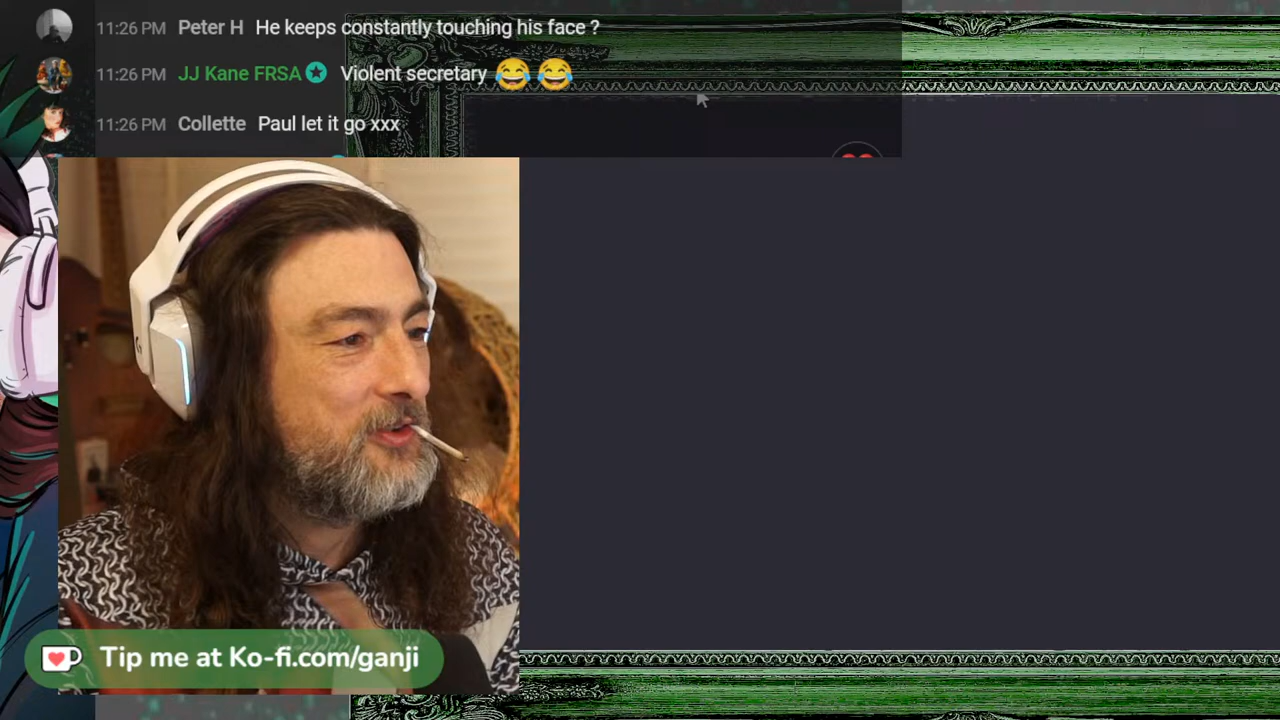 11:26 PM Peter H He keeps constantly touching his face ?
11:26 PM JJ Kane FRSA Violent secretary 😂 😂
11:26 PM Collette Paul let it go xxx
Tip me at Ko-fi.com/ganji